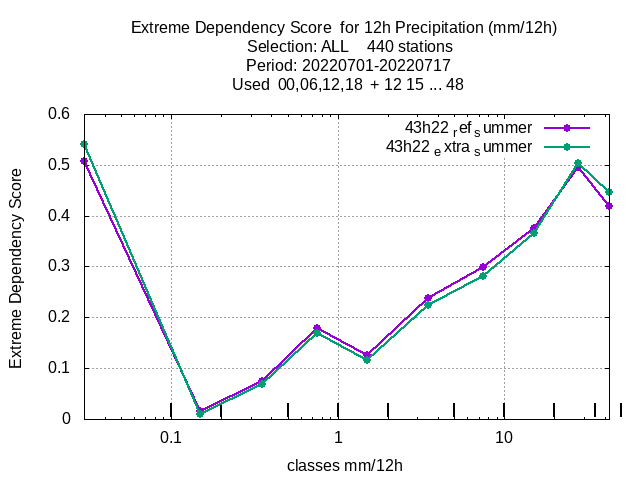 Extreme Dependency Score  for 12h Precipitation (mm/12h)
Selection: ALL    440 stations
Period: 20220701-20220717
Used  00,06,12,18  + 12 15 ... 48
43h22 ref summer
43h22 extra summer
Extreme Dependency Score
0.6
0.5
0.4
0.3
0.2
0.1
0
0.1 1 10
classes mm/12h